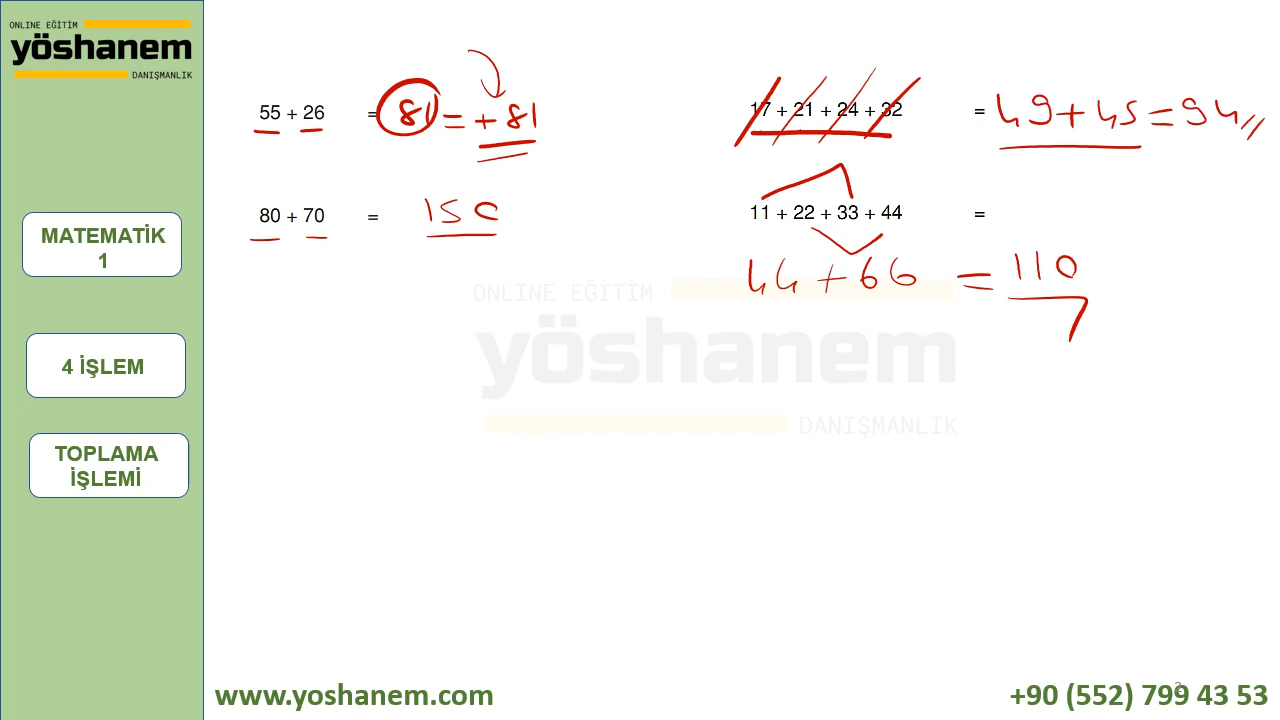 ONLINE EĞİTİM
yöshanem
DANIŞMANLIK
MATEMATİK
1
4 İŞLEM
TOPLAMA
İŞLEMİ
55 + 26 = 81 = + 81
80 + 70 = 150
17 + 21 + 24 + 32 = 49 + 45 = 94
11 + 22 + 33 + 44 =
44 + 66 = 110
ONLINE EĞİTİM
yöshanem
DANIŞMANLIK
www.yoshanem.com
+90 (552) 799 43 53
2